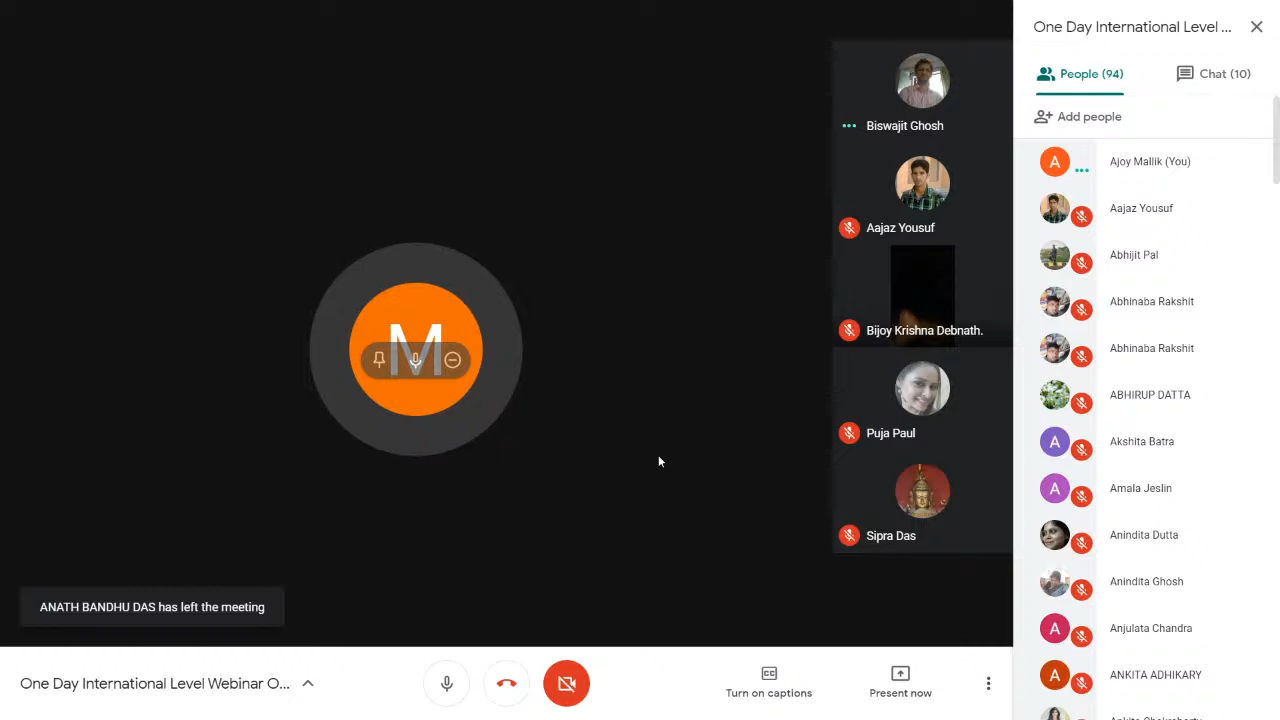 M
ANATH BANDHU DAS has left the meeting
Biswajit Ghosh
Aajaz Yousuf
Bijoy Krishna Debnath.
Puja Paul
Sipra Das
One Day International Level ...
People (94)
Chat (10)
Add people
A
Ajoy Mallik (You)
Aajaz Yousuf
Abhijit Pal
Abhinaba Rakshit
Abhinaba Rakshit
ABHIRUP DATTA
A
Akshita Batra
A
Amala Jeslin
Anindita Dutta
Anindita Ghosh
A
Anjulata Chandra
A
ANKITA ADHIKARY
One Day International Level Webinar O...
CC
Turn on captions
Present now